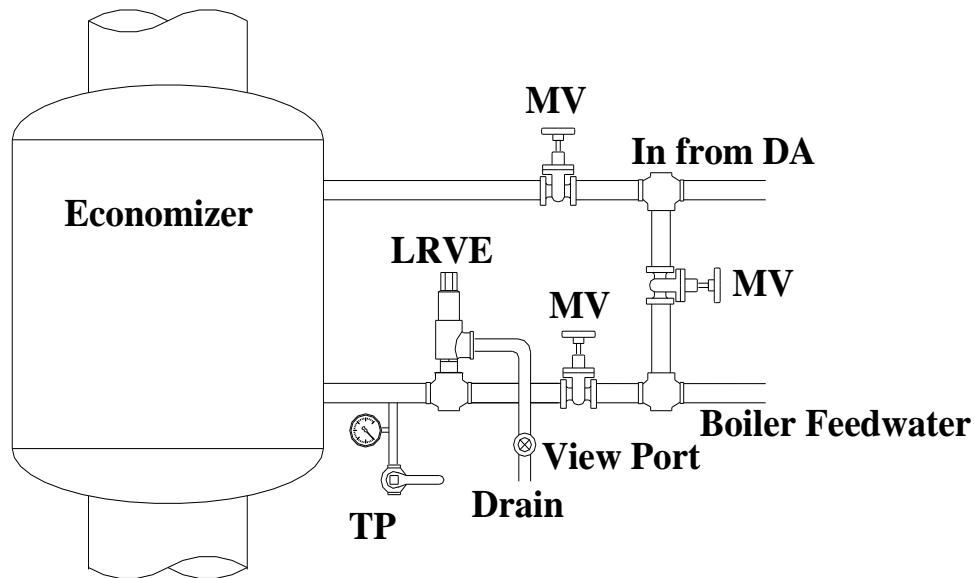 MV
In from DA
Economizer
LRVE
MV
MV
Boiler Feedwater
View Port
Drain
TP